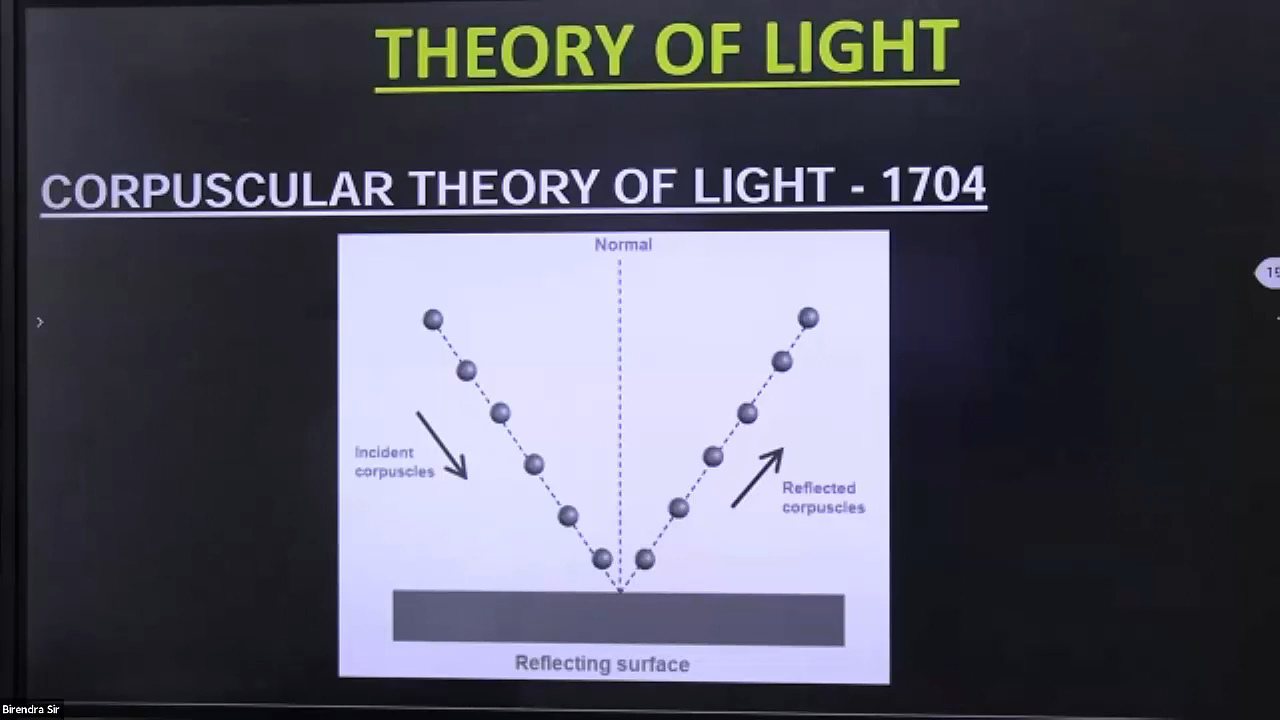 THEORY OF LIGHT
CORPUSCULAR THEORY OF LIGHT - 1704
Normal
Incident
corpuscles
Reflected
corpuscles
Reflecting surface
Birendra Sir